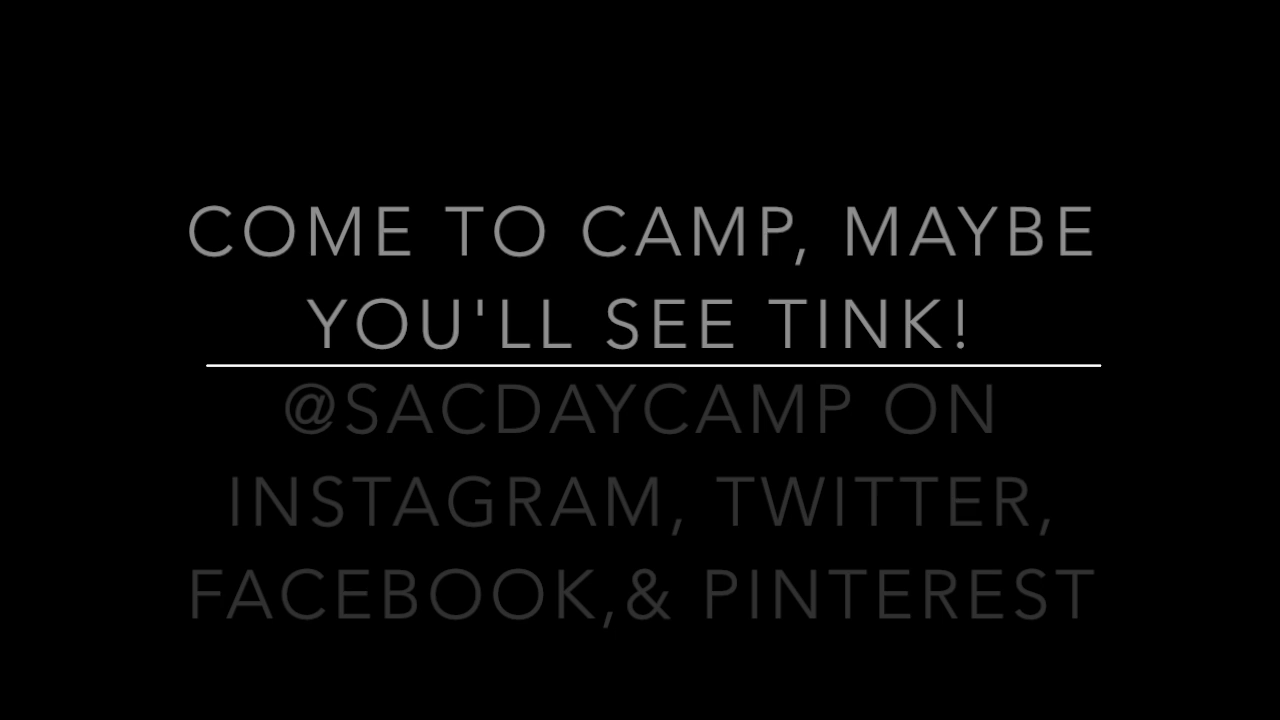 COME TO CAMP, MAYBE
YOU'LL SEE TINK!
@SACDAYCAMP ON
INSTAGRAM, TWITTER,
FACEBOOK,& PINTEREST